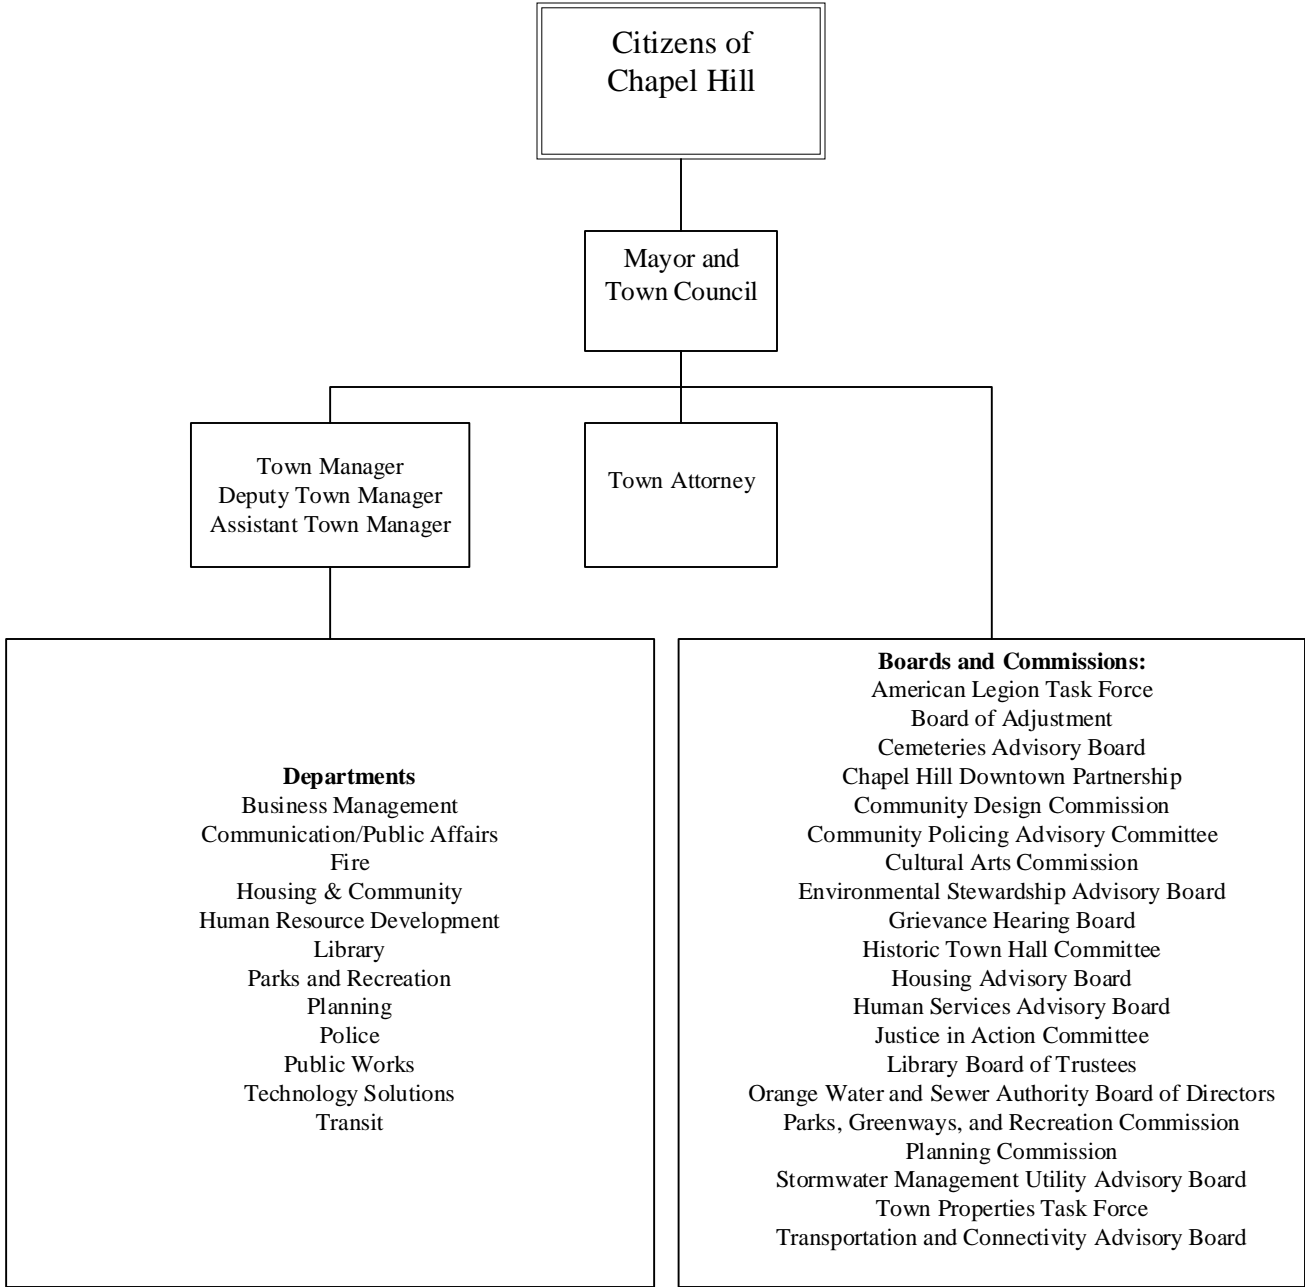 Citizens of
Chapel Hill
Mayor and
Town Council
Town Manager
Deputy Town Manager
Assistant Town Manager
Town Attorney
Departments
Business Management
Communication/Public Affairs
Fire
Housing & Community
Human Resource Development
Library
Parks and Recreation
Planning
Police
Public Works
Technology Solutions
Transit
Boards and Commissions:
American Legion Task Force
Board of Adjustment
Cemeteries Advisory Board
Chapel Hill Downtown Partnership
Community Design Commission
Community Policing Advisory Committee
Cultural Arts Commission
Environmental Stewardship Advisory Board
Grievance Hearing Board
Historic Town Hall Committee
Housing Advisory Board
Human Services Advisory Board
Justice in Action Committee
Library Board of Trustees
Orange Water and Sewer Authority Board of Directors
Parks, Greenways, and Recreation Commission
Planning Commission
Stormwater Management Utility Advisory Board
Town Properties Task Force
Transportation and Connectivity Advisory Board